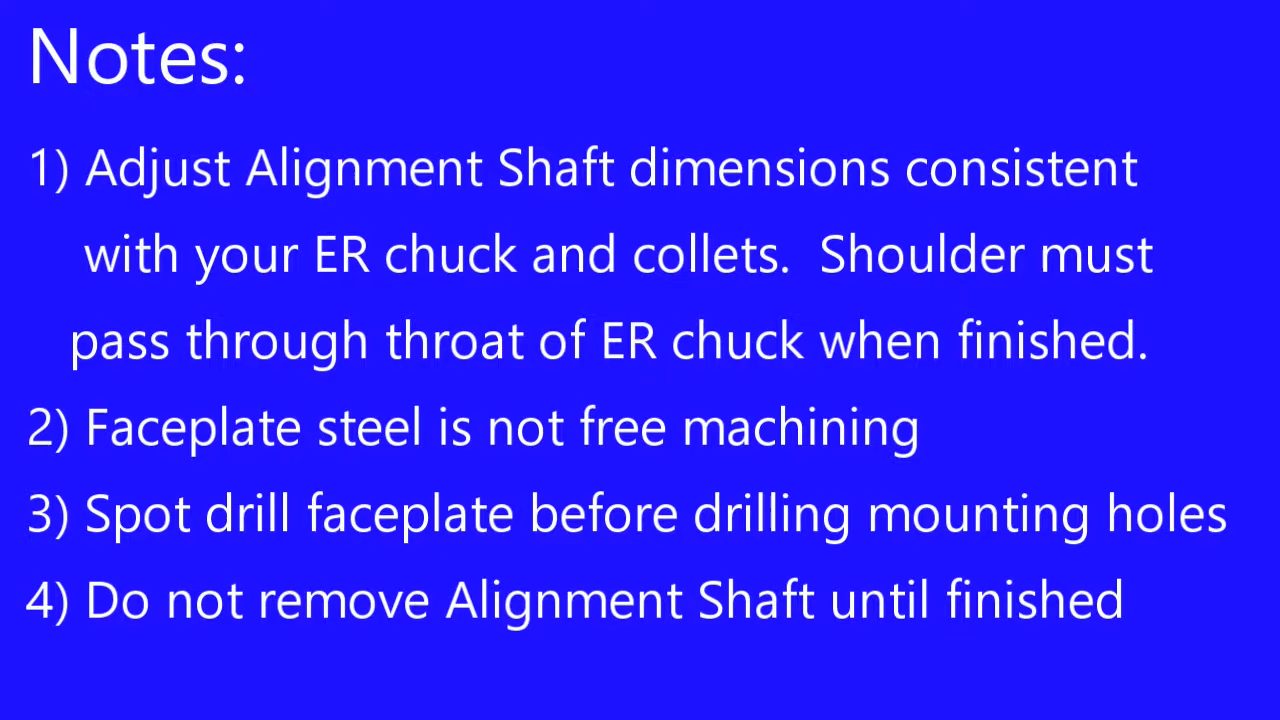 Notes:
1) Adjust Alignment Shaft dimensions consistent
with your ER chuck and collets.  Shoulder must
pass through throat of ER chuck when finished.
2) Faceplate steel is not free machining
3) Spot drill faceplate before drilling mounting holes
4) Do not remove Alignment Shaft until finished